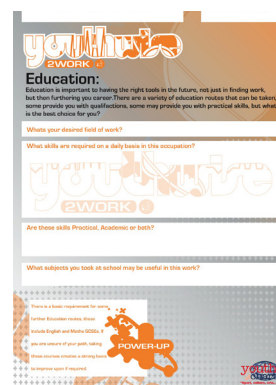 youthwise
2WORK
Education:
Education is important to having the right tools in the future, not just in finding work,
but then furthering you career.There are a variety of education routes that can be taken,
some provide you with qualifications, some may provide you with practical skills, but what
is the best choice for you?
Whats your desired field of work?
What skills are required on a daily basis in this occupation?
youthwise
2WORK
Are these skills Practical, Academic or both?
What subjects you took at school may be useful in this work?
There is a basic requirement for some
further Education routes, these
include English and Maths GCSEs. If
you are unsure of your path, taking
these courses creates a strong basis
to improve upon if required
POWER-UP